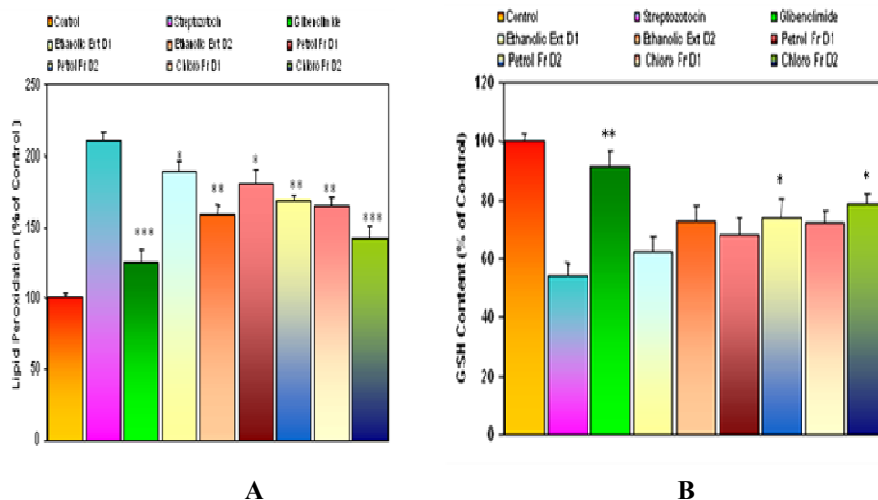 Control Streptozotocin Glibenclimide
Ethanolic Ext D1 Ethanolic Ext D2 Petrol Fr D1
Petrol Fr D2 Chloro Fr D1 Chloro Fr D2
Lipid Peroxidation (% of Control)
250
200
150
100
50
0
* * *
*
* *
*
* *
* *
* * *
A
Control Streptozotocin Glibenclimide
Ethanolic Ext D1 Ethanolic Ext D2 Petrol Fr D1
Petrol Fr D2 Chloro Fr D1 Chloro Fr D2
GSH Content (% of Control)
120
100
80
60
40
20
0
**
*
*
B